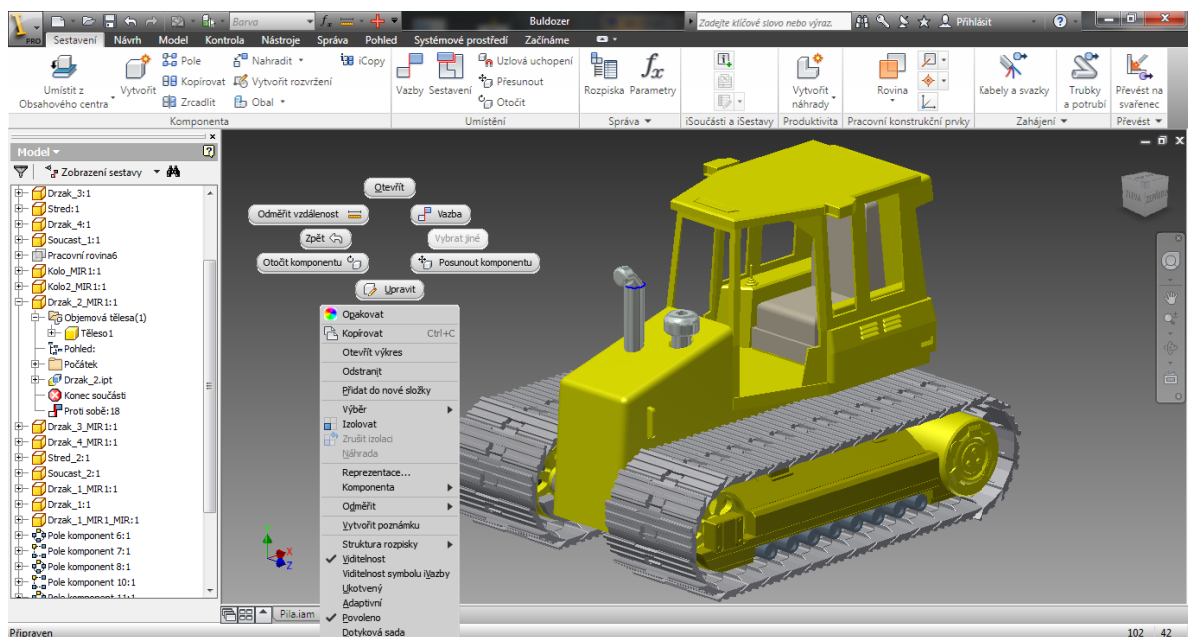 Barva
Buldozer
Zadejte klíčové slovo nebo výraz.
Přihlásit
PRO
Sestavení Návrh Model Kontrola Nástroje Správa Pohled Systémové prostředí Začínáme
Umístit z
Obsahového centra
Vytvořit
Pole
Kopírovat
Zrcadlit
Nahradit
Vytvořit rozvržení
Obal
iCopy
Vazby
Sestavení
Uzlová uchopení
Přesunout
Otočit
Rozpiska
Parametry
Vytvořit
náhrady
Rovina
Kabely a svazky
Trubky
a potrubí
Převést na
svařenec
Komponenta
Umístění
Správa
iSoučásti a iSestavy
Produktivita
Pracovní konstrukční prvky
Zahájení
Převést
Model
Zobrazení sestavy
Drzak_3:1
Stred:1
Drzak_4:1
Soucast_1:1
Pracovní rovina6
Kolo_MIR1:1
Kolo2_MIR1:1
Drzak_2_MIR1:1
Objemová tělesa(1)
Těleso1
Pohled:
Počátek
Drzak_2.ipt
Konec součásti
Proti sobě:18
Drzak_3_MIR1:1
Drzak_4_MIR1:1
Stred_2:1
Soucast_2:1
Drzak_1_MIR1:1
Drzak_1:1
Drzak_1_MIR1_MIR:1
Pole komponent 6:1
Pole komponent 7:1
Pole komponent 8:1
Pole komponent 10:1
Pole komponent 11:1
Otevřít
Odměřit vzdálenost
Vazba
Zpět
Vybrat jiné
Otočit komponentu
Posunout komponentu
Upravit
Opakovat
Kopírovat Ctrl+C
Otevřít výkres
Odstranit
Přidat do nové složky
Výběr
Izolovat
Zrušit izolaci
Náhrada
Reprezentace...
Komponenta
Odměřit
Vytvořit poznámku
Struktura rozpisky
Viditelnost
Viditelnost symbolu iVazby
Ukotvený
Adaptivní
Povoleno
Dotyková sada
Y
X
Z
Pila.iam
Připraven
102 42